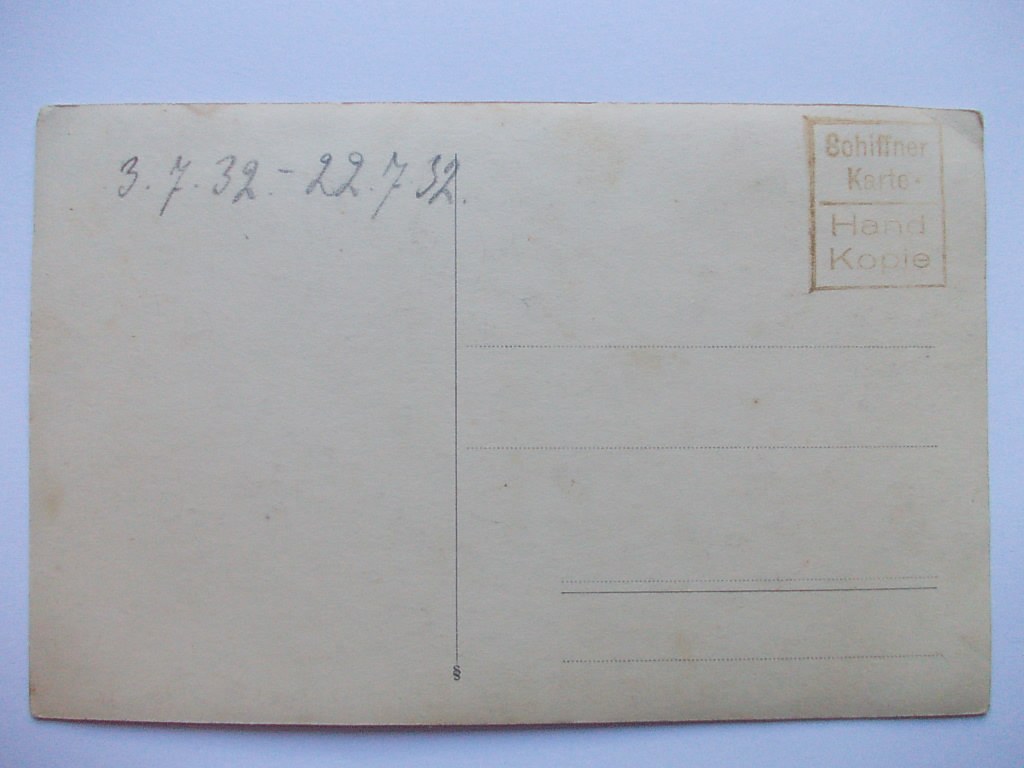 3.7.32.-22.7.32.
Schiffner
Karte.
Hand
Kopie
§